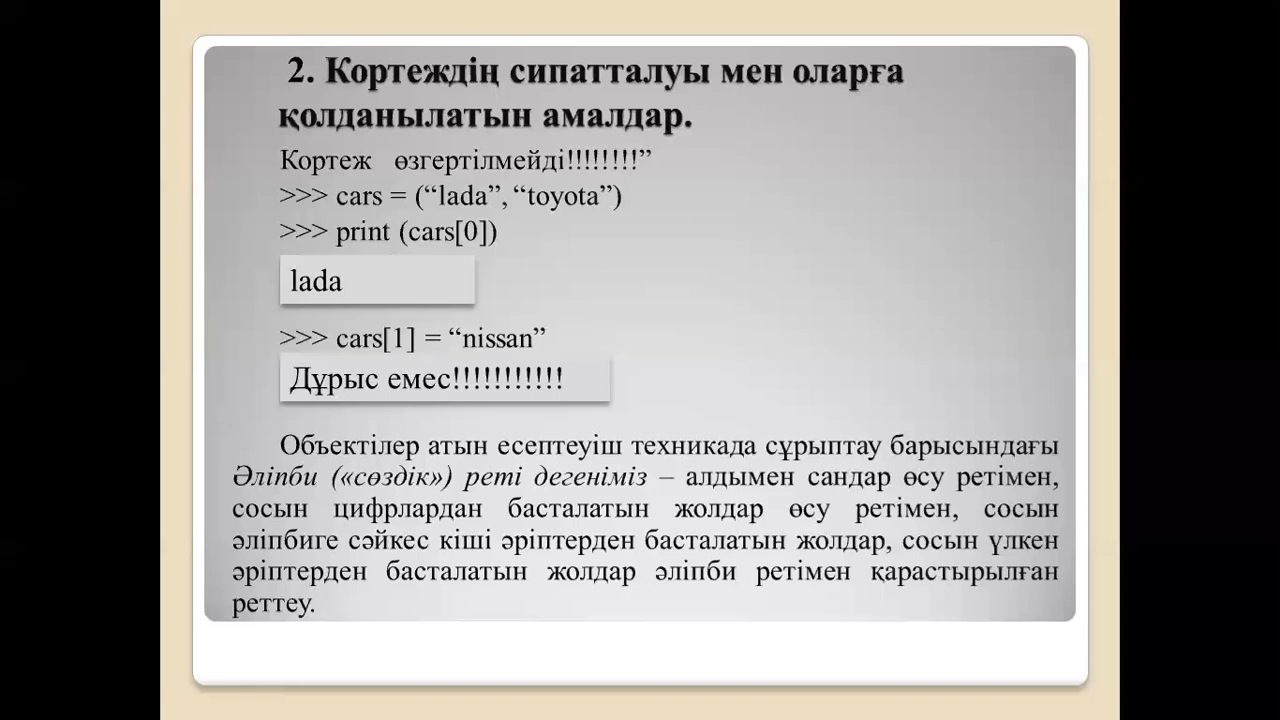 2. Кортеждің сипатталуы мен оларға
қолданылатын амалдар.
Кортеж өзгертілмейді!!!!!!!!”
>>> cars = (“lada”, “toyota”)
>>> print (cars[0])
lada
>>> cars[1] = “nissan”
Дұрыс емес!!!!!!!!!!!
Объектілер атын есептеуіш техникада сұрыптау барысындағы
Әліпби («сөздік») реті дегеніміз – алдымен сандар өсу ретімен,
сосын цифрлардан басталатын жолдар өсу ретімен, сосын
әліпбиге сәйкес кіші әріптерден басталатын жолдар, сосын үлкен
әріптерден басталатын жолдар әліпби ретімен қарастырылған
реттеу.